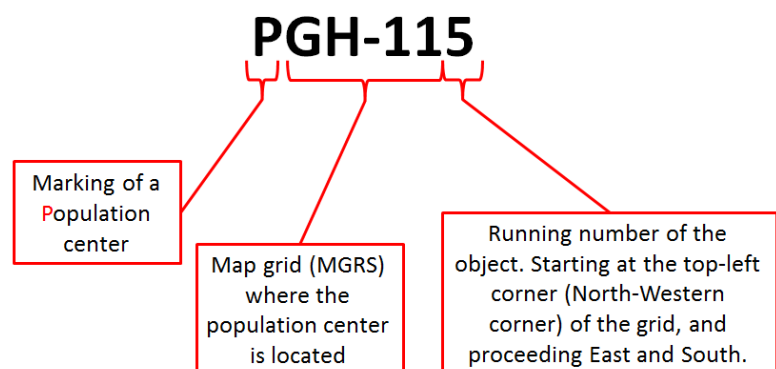 PGH-115
Marking of a
Population
center
Map grid (MGRS)
where the
population center
is located
Running number of the
object. Starting at the top-left
corner (North-Western
corner) of the grid, and
proceeding East and South.